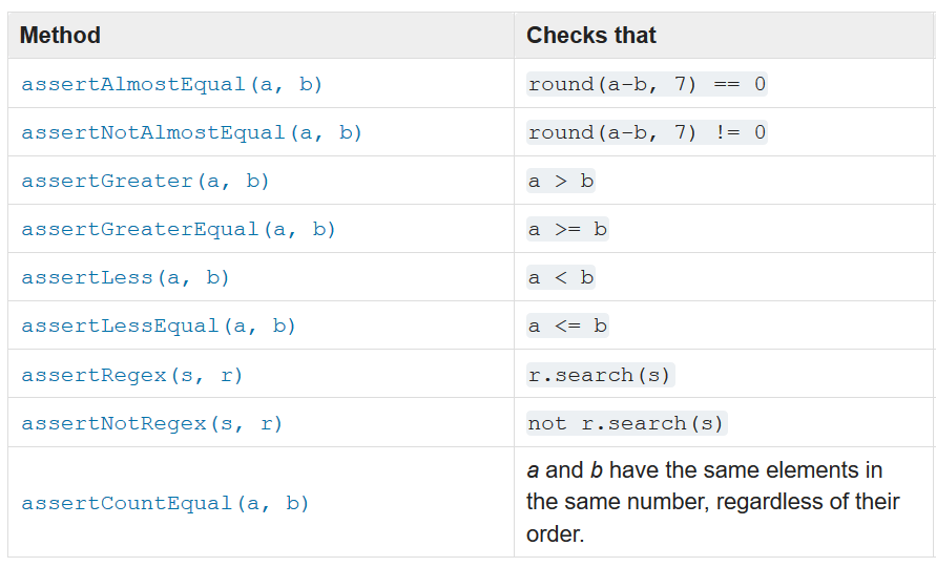 Method Checks that
assertAlmostEqual(a, b) round(a-b, 7) == 0
assertNotAlmostEqual(a, b) round(a-b, 7) != 0
assertGreater(a, b) a > b
assertGreaterEqual(a, b) a >= b
assertLess(a, b) a < b
assertLessEqual(a, b) a <= b
assertRegex(s, r) r.search(s)
assertNotRegex(s, r) not r.search(s)
assertCountEqual(a, b) a and b have the same elements in
the same number, regardless of their
order.